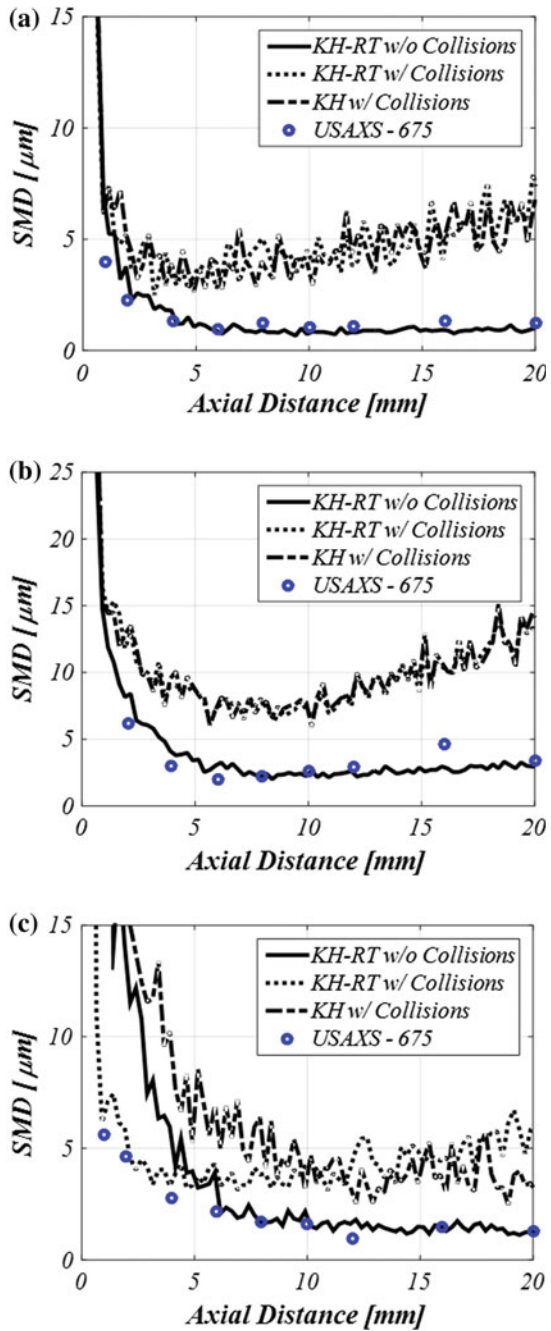 (a)
15
10
5
0
SMD [ μm]
KH-RT w/o Collisions
KH-RT w/ Collisions
KH w/ Collisions
USAXS - 675
0 5 10 15 20
Axial Distance [mm]
(b)
25
20
15
10
5
0
SMD [ μm]
KH-RT w/o Collisions
KH-RT w/ Collisions
KH w/ Collisions
USAXS - 675
0 5 10 15 20
Axial Distance [mm]
(c)
15
10
5
0
SMD [ μm]
KH-RT w/o Collisions
KH-RT w/ Collisions
KH w/ Collisions
USAXS - 675
0 5 10 15 20
Axial Distance [mm]